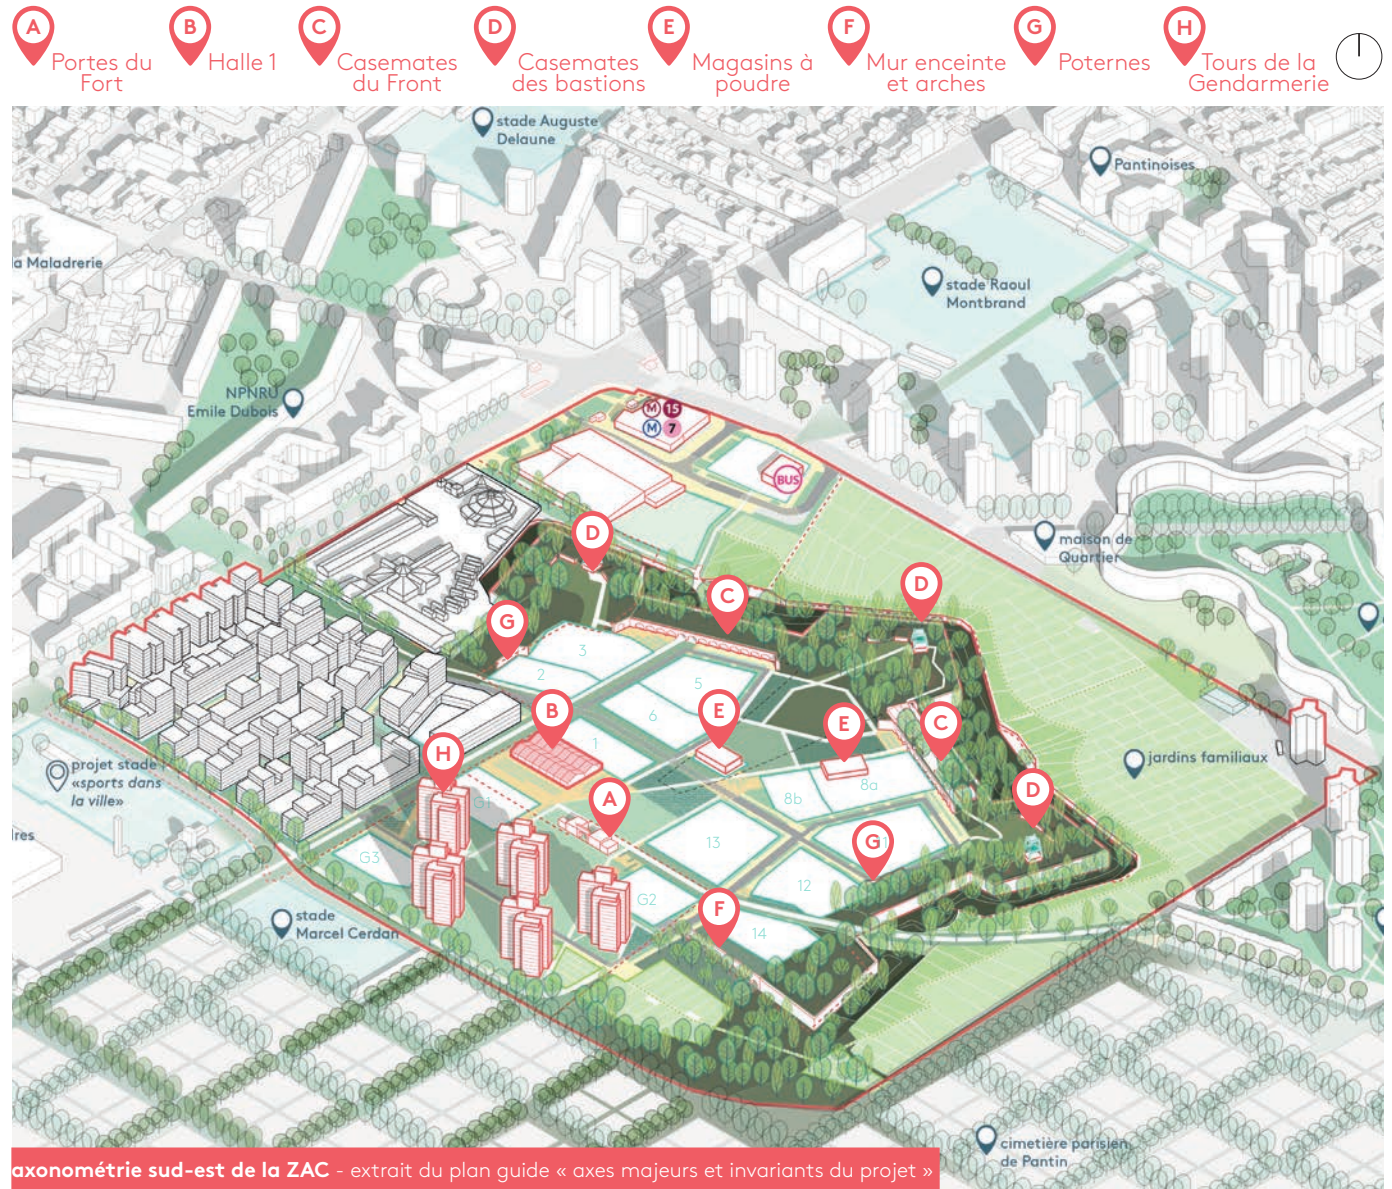 A
B
C
D
E
F
G
H
Portes du
Fort
Halle 1
Casemates
du Front
Casemates
des bastions
Magasins à
poudre
Mur enceinte
et arches
Poternes
Tours de la
Gendarmerie
stade Auguste
Delaune
Pantinoises
a Maladrerie
stade Raoul
Montbrand
NPNRU
Emile Dubois
M 15
M 7
BUS
maison de
Quartier
D
D
C
G
3
2
5
6
B
1
E
E
C
H
projet stade
«sports dans
la ville»
jardins familiaux
A
D
8a
8b
G1
13
G
1
dres
G3
12
G2
F
14
stade
Marcel Cerdan
cimetière parisien
de Pantin
axonométrie sud-est de la ZAC - extrait du plan guide « axes majeurs et invariants du projet »